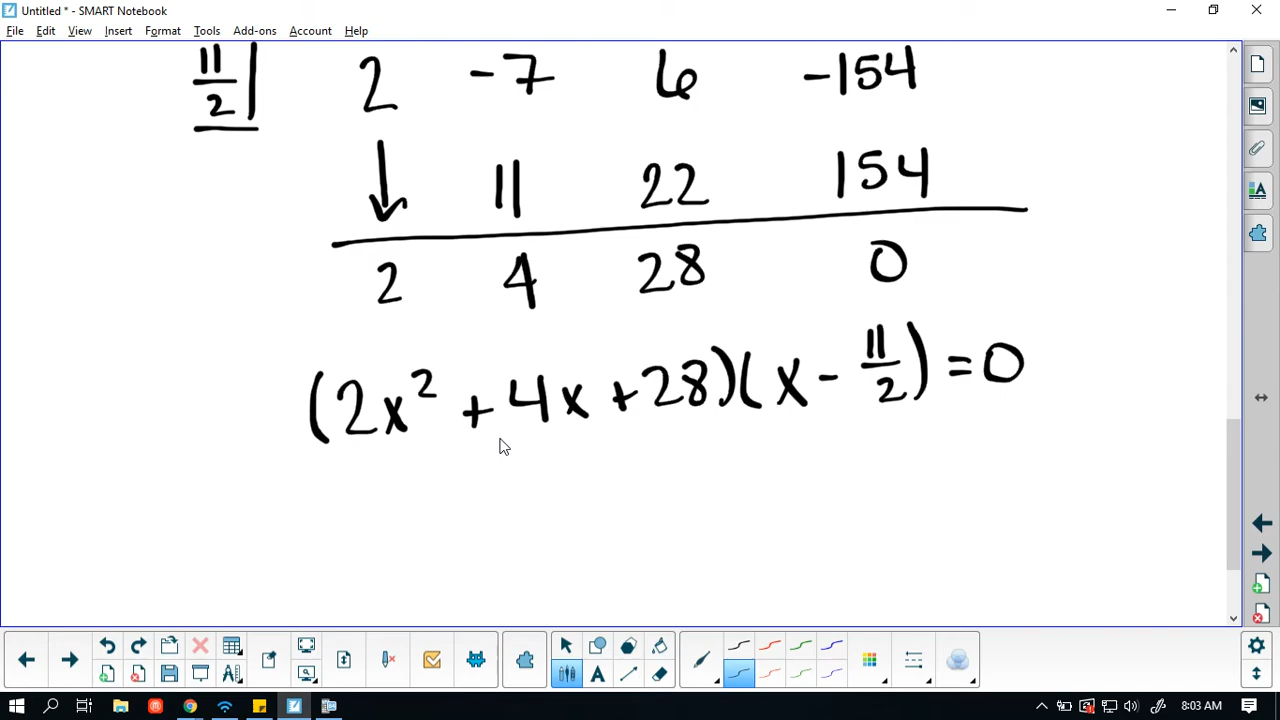 Untitled * - SMART Notebook
File Edit View Insert Format Tools Add-ons Account Help
11/2 2 -7 6 -154
11 22 154
2 4 28 0
(2x² + 4x + 28)(x - 11/2) = 0
8:03 AM